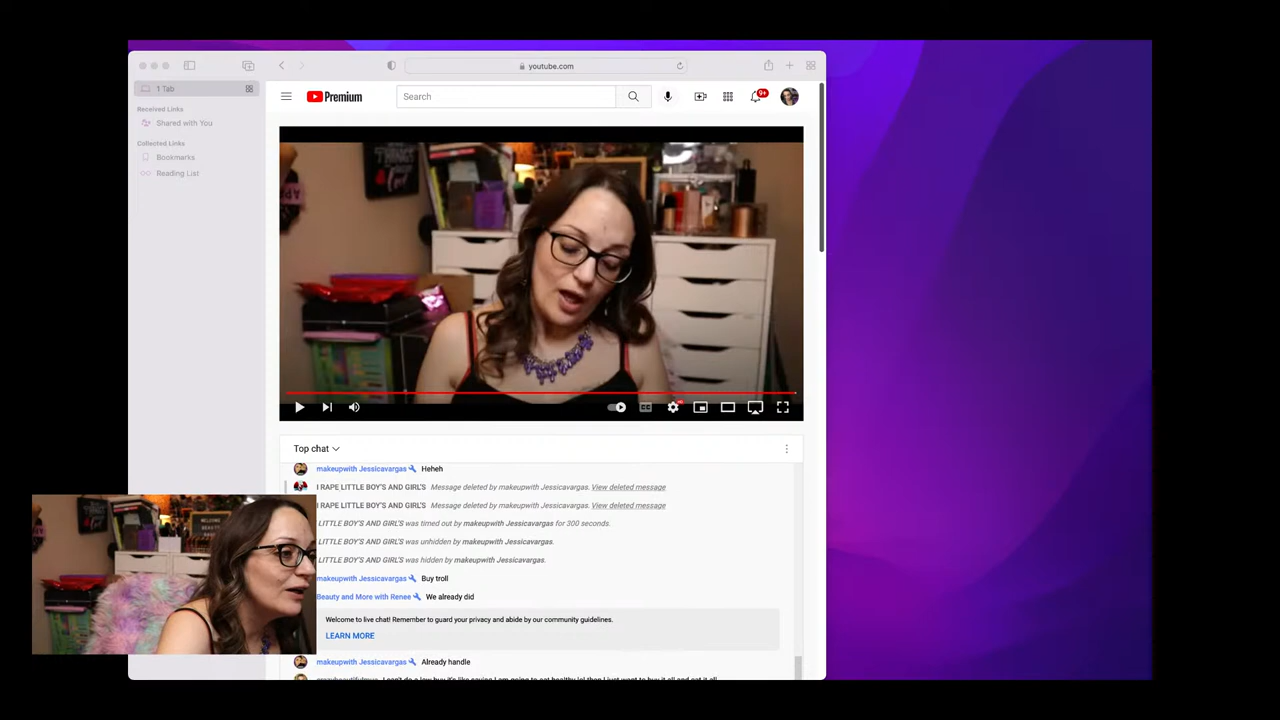 youtube.com
1 Tab
Received Links
Shared with You
Collected Links
Bookmarks
Reading List
Premium
Search
9+
Top chat
makeupwith Jessicavargas Heheh
I RAPE LITTLE BOY'S AND GIRL'S Message deleted by makeupwith Jessicavargas. View deleted message
I RAPE LITTLE BOY'S AND GIRL'S Message deleted by makeupwith Jessicavargas. View deleted message
LITTLE BOY'S AND GIRL'S was timed out by makeupwith Jessicavargas for 300 seconds.
LITTLE BOY'S AND GIRL'S was unhidden by makeupwith Jessicavargas.
LITTLE BOY'S AND GIRL'S was hidden by makeupwith Jessicavargas.
makeupwith Jessicavargas Buy troll
Beauty and More with Renee We already did
Welcome to live chat! Remember to guard your privacy and abide by our community guidelines.
LEARN MORE
makeupwith Jessicavargas Already handle